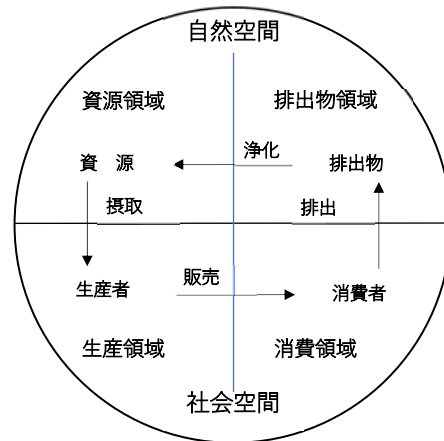 自然空間
資源領域
排出物領域
資 源
浄化
排出物
摂取
排出
生産者
販売
消費者
生産領域
消費領域
社会空間